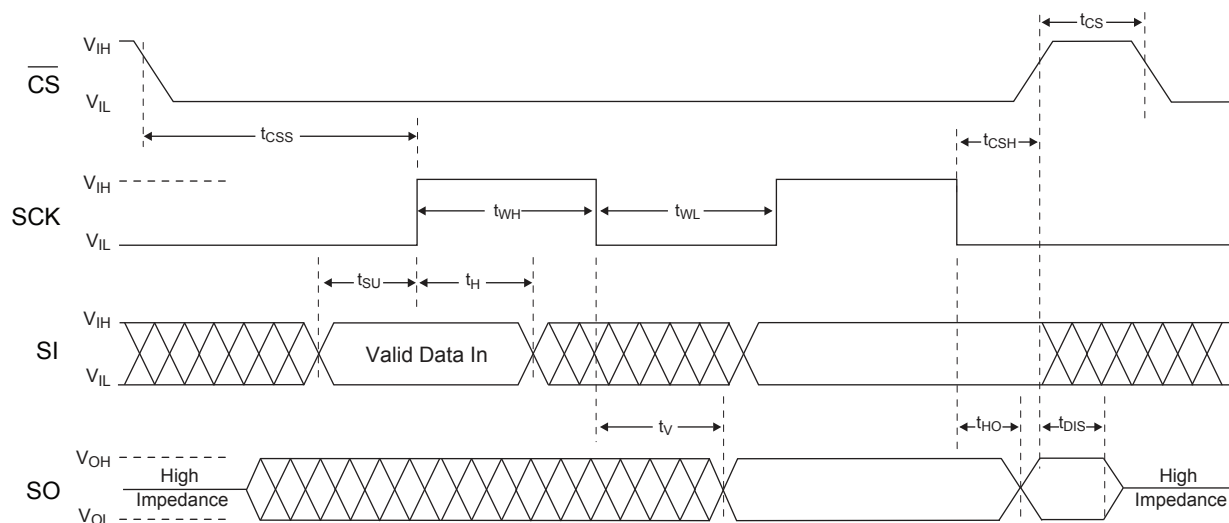 tCS
VIH
CS
VIL
tCSS
tCSH
VIH
SCK
tWH
tWL
VIL
tSU
tH
VIH
SI
Valid Data In
VIL
tV
tHO
tDIS
VOH
SO
High
Impedance
High
Impedance
VOL